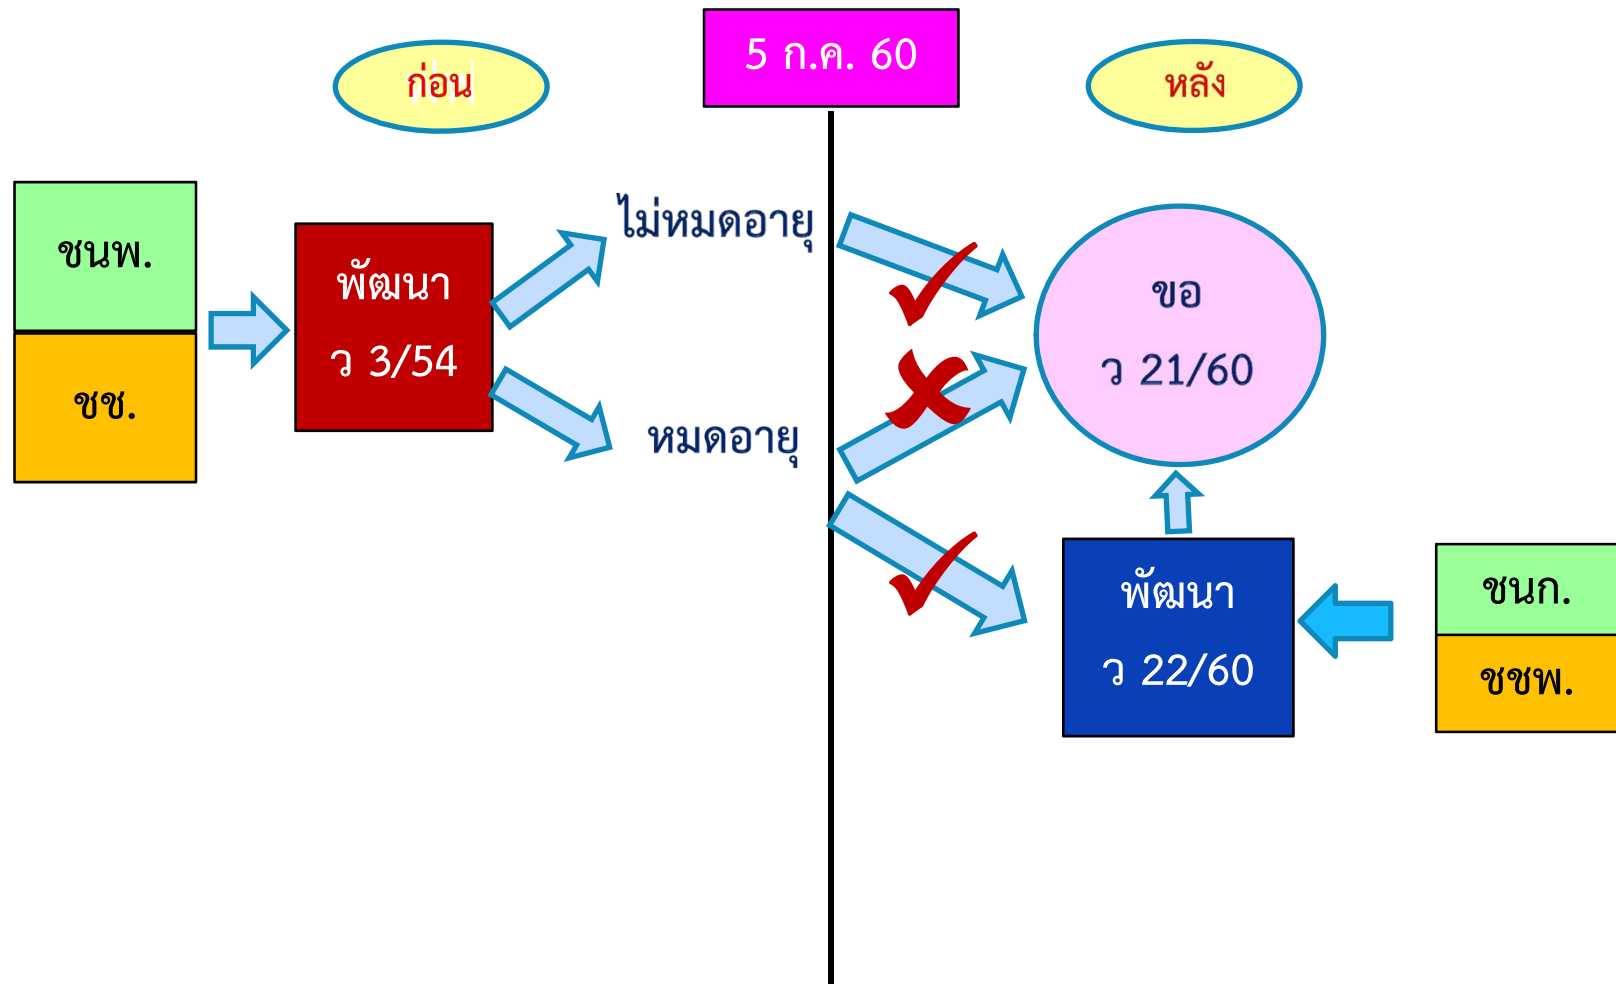 5 ก.ค. 60
ก่อน
หลัง
ชนพ.
ชช.
พัฒนา
ว 3/54
ไม่หมดอายุ
หมดอายุ
ขอ
ว 21/60
พัฒนา
ว 22/60
ชนก.
ชชพ.